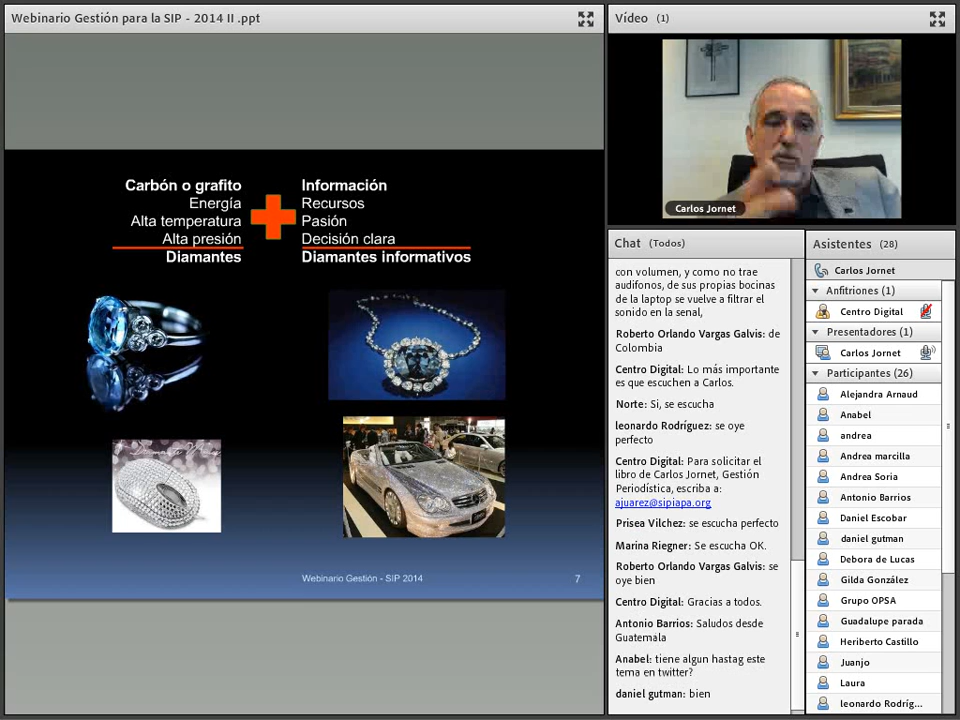 Webinario Gestión para la SIP - 2014 II .ppt
Carbón o grafito
Energía
Alta temperatura
Alta presión
Diamantes
Información
Recursos
Pasión
Decisión clara
Diamantes informativos
Webinario Gestión - SIP 2014
7
Vídeo (1)
Carlos Jornet
Chat (Todos)
con volumen, y como no trae
audifonos, de sus propias bocinas
de la laptop se vuelve a filtrar el
sonido en la senal,
Roberto Orlando Vargas Galvis: de
Colombia
Centro Digital: Lo más importante
es que escuchen a Carlos.
Norte: Si, se escucha
leonardo Rodríguez: se oye
perfecto
Centro Digital: Para solicitar el
libro de Carlos Jornet, Gestión
Periodística, escriba a:
ajuarez@sipiapa.org
Prisea Vilchez: se escucha perfecto
Marina Riegner: Se escucha OK.
Roberto Orlando Vargas Galvis: se
oye bien
Centro Digital: Gracias a todos.
Antonio Barrios: Saludos desde
Guatemala
Anabel: tiene algun hastag este
tema en twitter?
daniel gutman: bien
Asistentes (28)
Carlos Jornet
Anfitriones (1)
Centro Digital
Presentadores (1)
Carlos Jornet
Participantes (26)
Alejandra Arnaud
Anabel
andrea
Andrea marcilla
Andrea Soria
Antonio Barrios
Daniel Escobar
daniel gutman
Debora de Lucas
Gilda González
Grupo OPSA
Guadalupe parada
Heriberto Castillo
Juanjo
Laura
leonardo Rodríg...